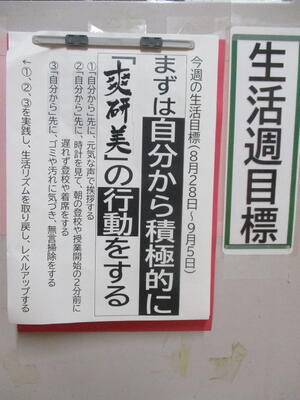 生活週目標
今週の生活目標(8月28日~9月5日)
まずは自分から積極的に
「爽研美」の行動をする
①「自分から」先に、元気な声で挨拶する
②「自分から」先に、時計を見て、朝の登校や授業開始の2分前に
遅れず登校や着席をする
③「自分から」先に、ゴミや汚れに気づき、無言掃除をする
←①、②、③を実践し、生活リズムを取り戻し、レベルアップする